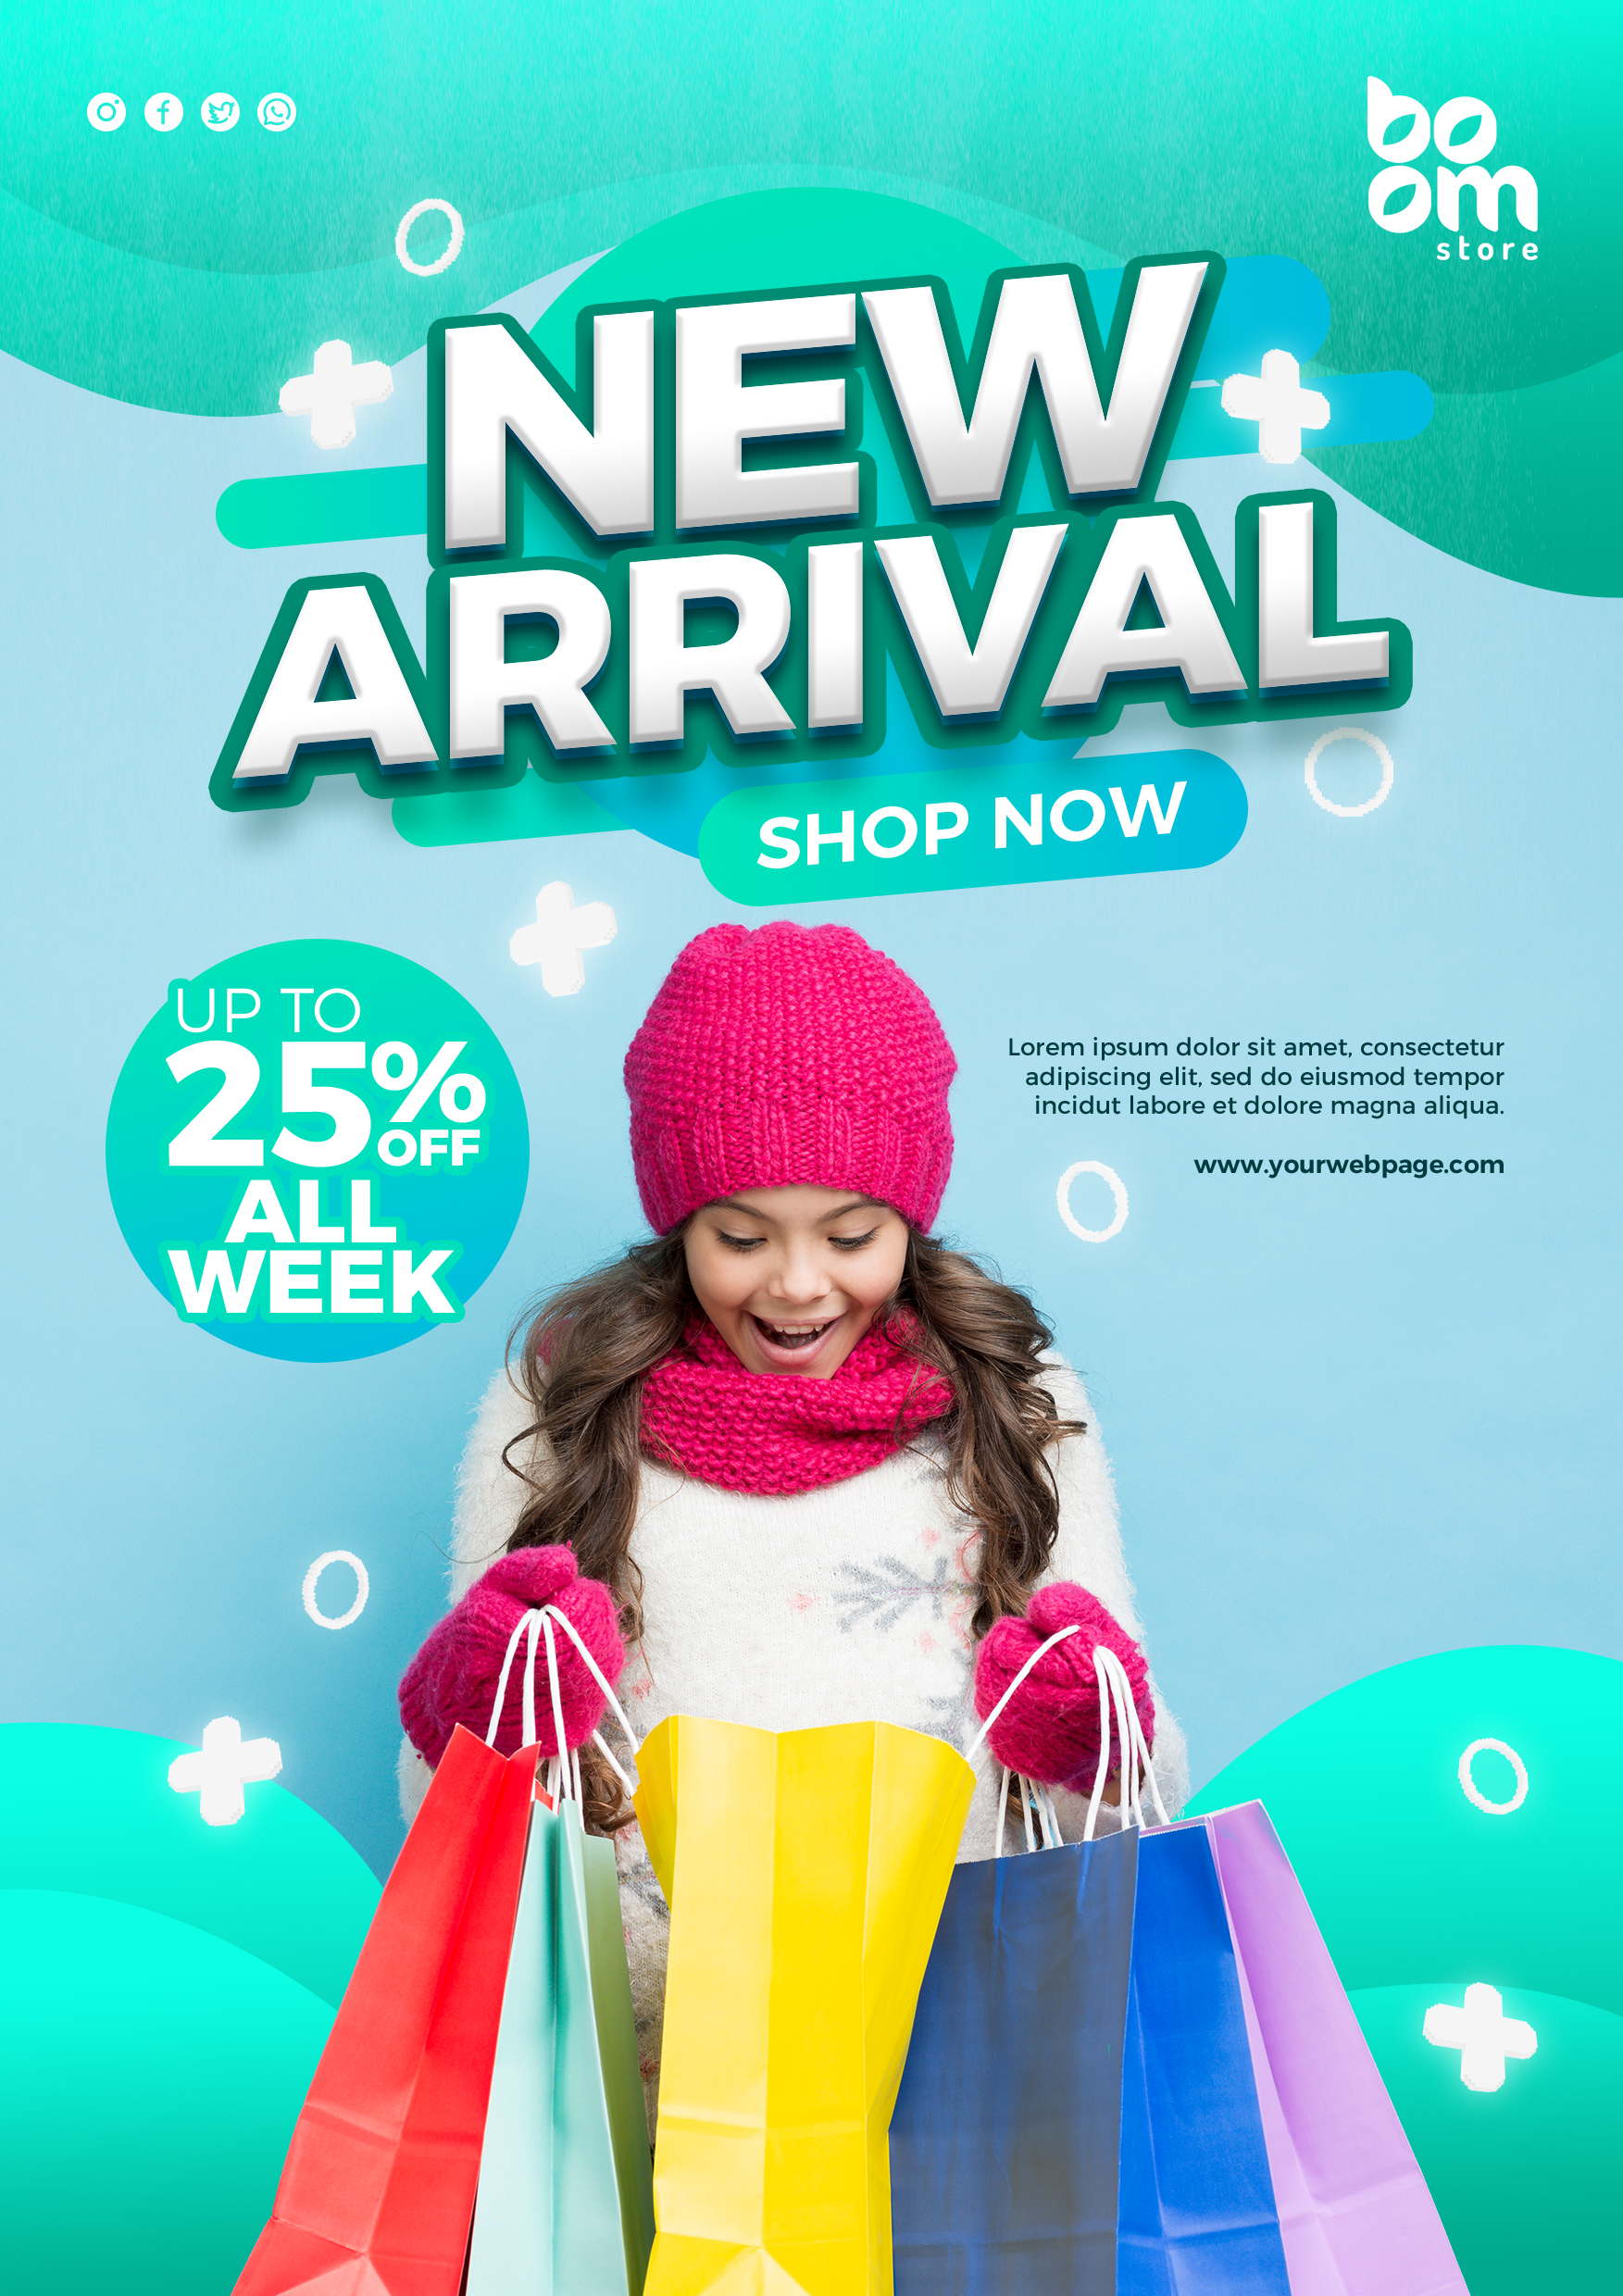 boom
store
NEW
ARRIVAL
SHOP NOW
UP TO
25%
OFF
ALL
WEEK
Lorem ipsum dolor sit amet, consectetur
adipiscing elit, sed do eiusmod tempor
incidut labore et dolore magna aliqua.
www.yourwebpage.com